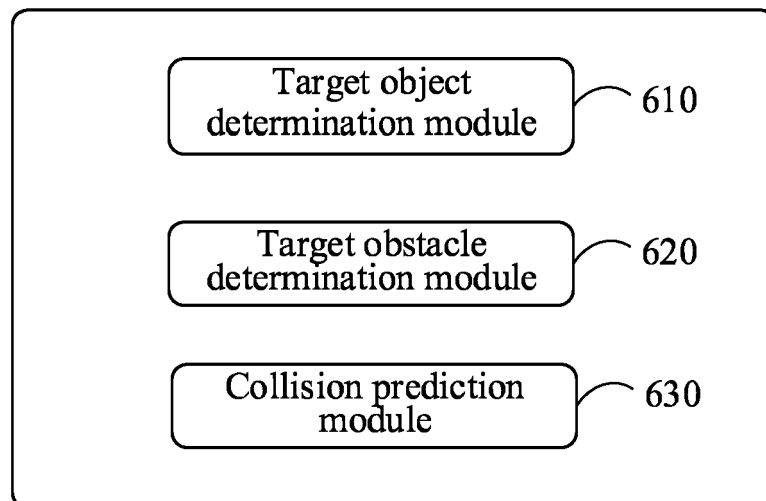 Target object
determination module
610
Target obstacle
determination module
620
Collision prediction
module
630